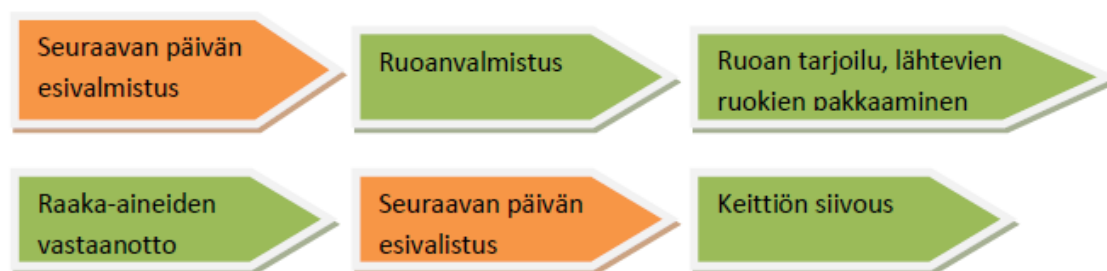 Seuraavan päivän
esivalmistus
Ruoanvalmistus
Ruoan tarjoilu, lähtevien
ruokien pakkaaminen
Raaka-aineiden
vastaanotto
Seuraavan päivän
esivalistus
Keittiön siivous